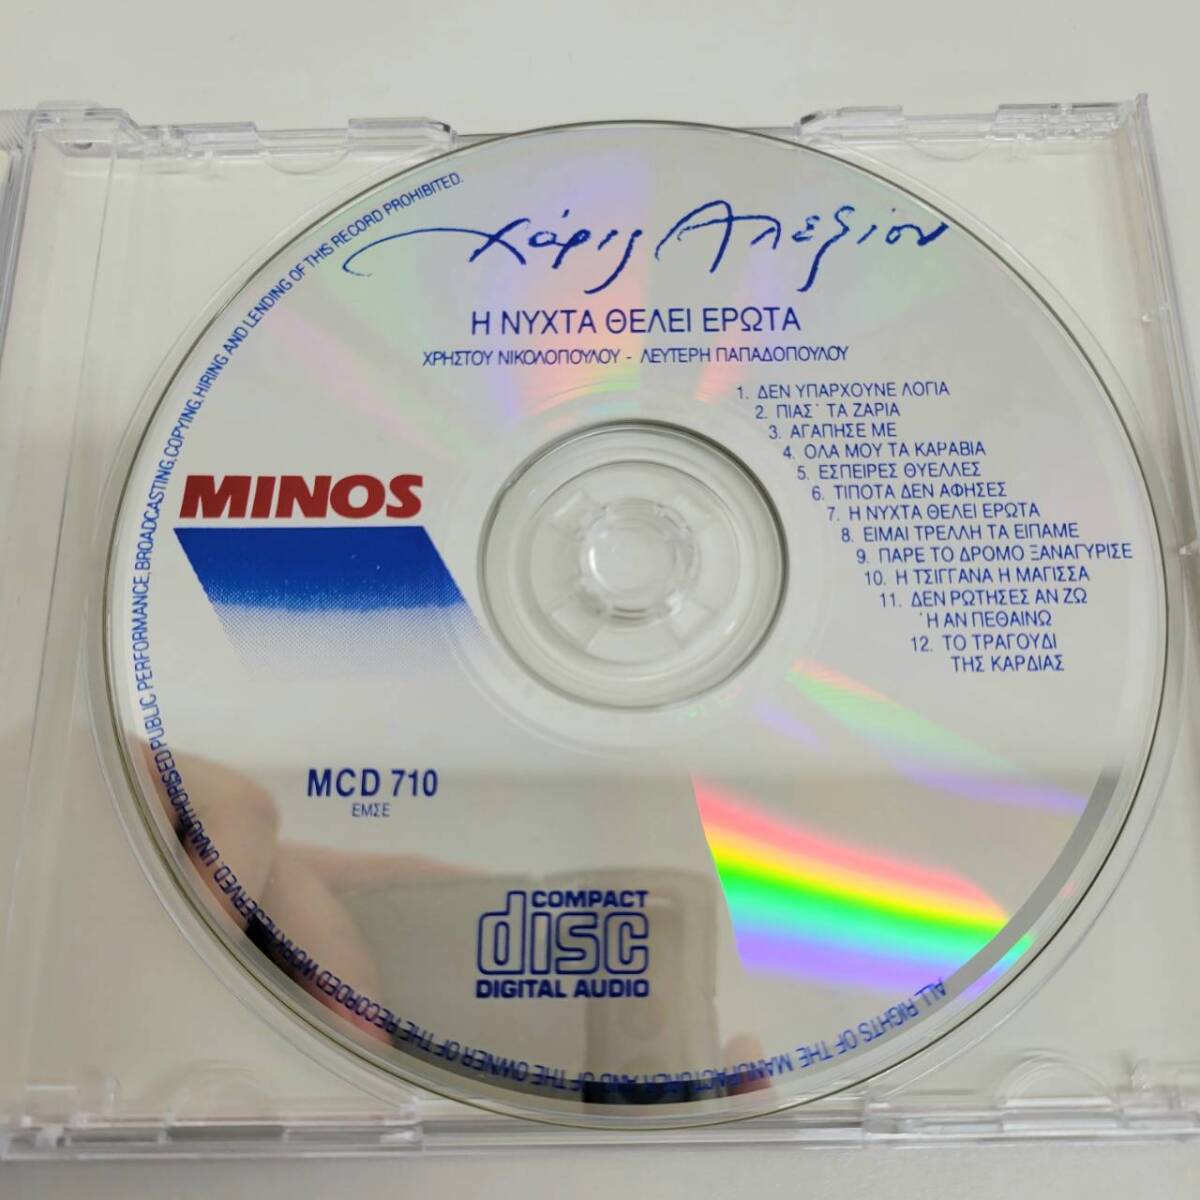 Χάρις Αλεξίου
Η ΝΥΧΤΑ ΘΕΛΕΙ ΕΡΩΤΑ
ΧΡΗΣΤΟΥ ΝΙΚΟΛΟΠΟΥΛΟΥ - ΛΕΥΤΕΡΗ ΠΑΠΑΔΟΠΟΥΛΟΥ
1. ΔΕΝ ΥΠΑΡΧΟΥΝΕ ΛΟΓΙΑ
2. ΠΙΑΣ΄ ΤΑ ΖΑΡΙΑ
3. ΑΓΑΠΗΣΕ ΜΕ
4. ΟΛΑ ΜΟΥ ΤΑ ΚΑΡΑΒΙΑ
5. ΕΣΠΕΙΡΕΣ ΘΥΕΛΛΕΣ
6. ΤΙΠΟΤΑ ΔΕΝ ΑΦΗΣΕΣ
7. Η ΝΥΧΤΑ ΘΕΛΕΙ ΕΡΩΤΑ
8. ΕΙΜΑΙ ΤΡΕΛΛΗ ΤΑ ΕΙΠΑΜΕ
9. ΠΑΡΕ ΤΟ ΔΡΟΜΟ ΞΑΝΑΓΥΡΙΣΕ
10. Η ΤΣΙΓΓΑΝΑ Η ΜΑΓΙΣΣΑ
11. ΔΕΝ ΡΩΤΗΣΕΣ ΑΝ ΖΩ
΄Η ΑΝ ΠΕΘΑΙΝΩ
12. ΤΟ ΤΡΑΓΟΥΔΙ
ΤΗΣ ΚΑΡΔΙΑΣ
MINOS
MCD 710
ΕΜΣΕ
COMPACT
disc
DIGITAL AUDIO
ALL RIGHTS OF THE MANUFACTURER AND OF THE OWNER OF THE RECORDED WORK RESERVED. UNAUTHORISED PUBLIC PERFORMANCE, BROADCASTING, COPYING, HIRING AND LENDING OF THIS RECORD PROHIBITED.